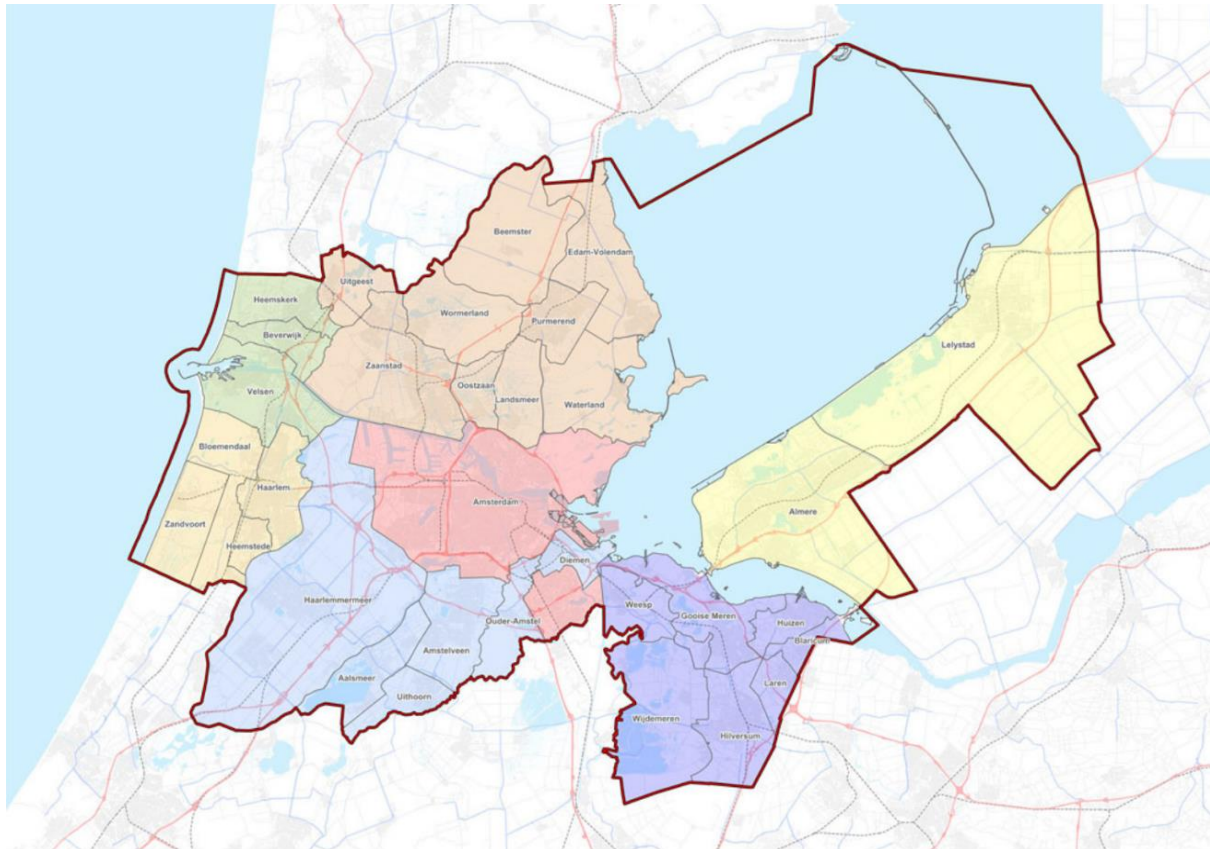 Beemster
Edam-Volendam
Uitgeest
Heemskerk
Wormerland
Purmerend
Beverwijk
Lelystad
Zaanstad
Oostzaan
Velsen
Landsmeer
Waterland
Bloemendaal
Haarlem
Amsterdam
Almere
Zandvoort
Heemstede
Diemen
Haarlemmermeer
Weesp
Gooise Meren
Ouder-Amstel
Huizen
Blaricum
Amstelveen
Aalsmeer
Laren
Uithoorn
Wijdemeren
Hilversum